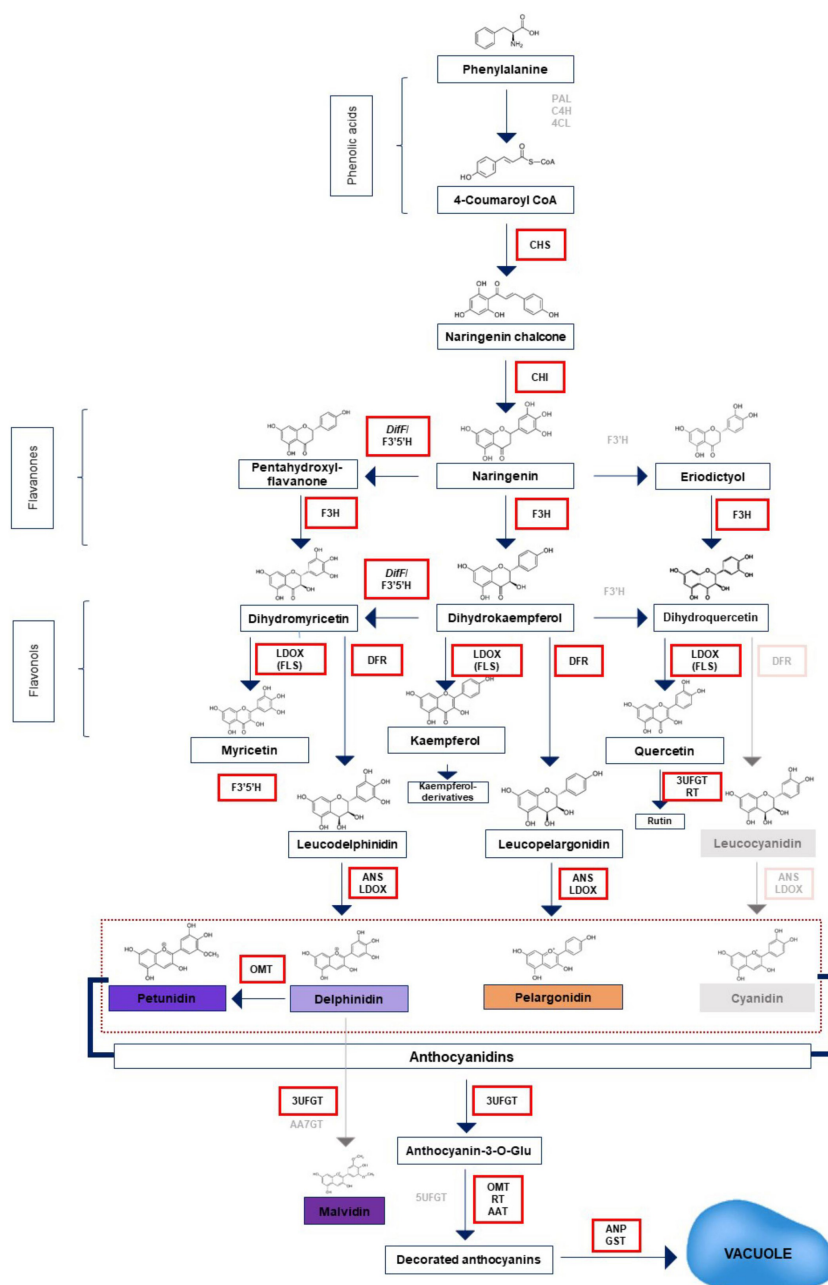 Phenylalanine
Phenolic acids
PAL
C4H
4CL
4-Coumaroyl CoA
CHS
Naringenin chalcone
CHI
Flavanones
Pentahydroxyl-
flavanone
DifF/
F3'5'H
Naringenin
F3'H
Eriodictyol
F3H
F3H
F3H
Flavonols
Dihydromyricetin
DifF/
F3'5'H
Dihydrokaempferol
F3'H
Dihydroquercetin
LDOX
(FLS)
DFR
LDOX
(FLS)
DFR
LDOX
(FLS)
DFR
Myricetin
Kaempferol
Quercetin
F3'5'H
Kaempferol-
derivatives
3UFGT
RT
Rutin
Leucodelphinidin
Leucopelargonidin
Leucocyanidin
ANS
LDOX
ANS
LDOX
ANS
LDOX
Petunidin
OMT
Delphinidin
Pelargonidin
Cyanidin
Anthocyanidins
3UFGT
AA7GT
3UFGT
Anthocyanin-3-O-Glu
Malvidin
5UFGT
OMT
RT
AAT
Decorated anthocyanins
ANP
GST
VACUOLE